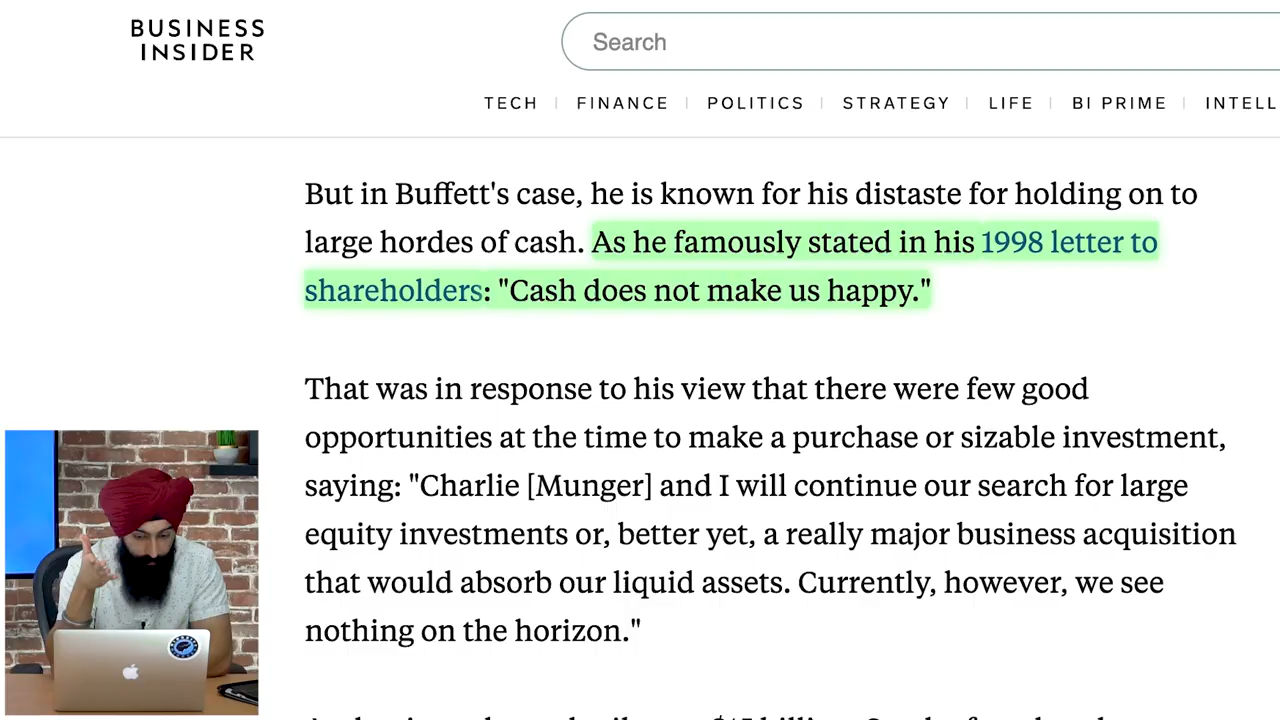 BUSINESS
INSIDER
Search
TECH
FINANCE
POLITICS
STRATEGY
LIFE
BI PRIME
INTELL
But in Buffett's case, he is known for his distaste for holding on to
large hordes of cash. As he famously stated in his 1998 letter to
shareholders: "Cash does not make us happy."
That was in response to his view that there were few good
opportunities at the time to make a purchase or sizable investment,
saying: "Charlie [Munger] and I will continue our search for large
equity investments or, better yet, a really major business acquisition
that would absorb our liquid assets. Currently, however, we see
nothing on the horizon."